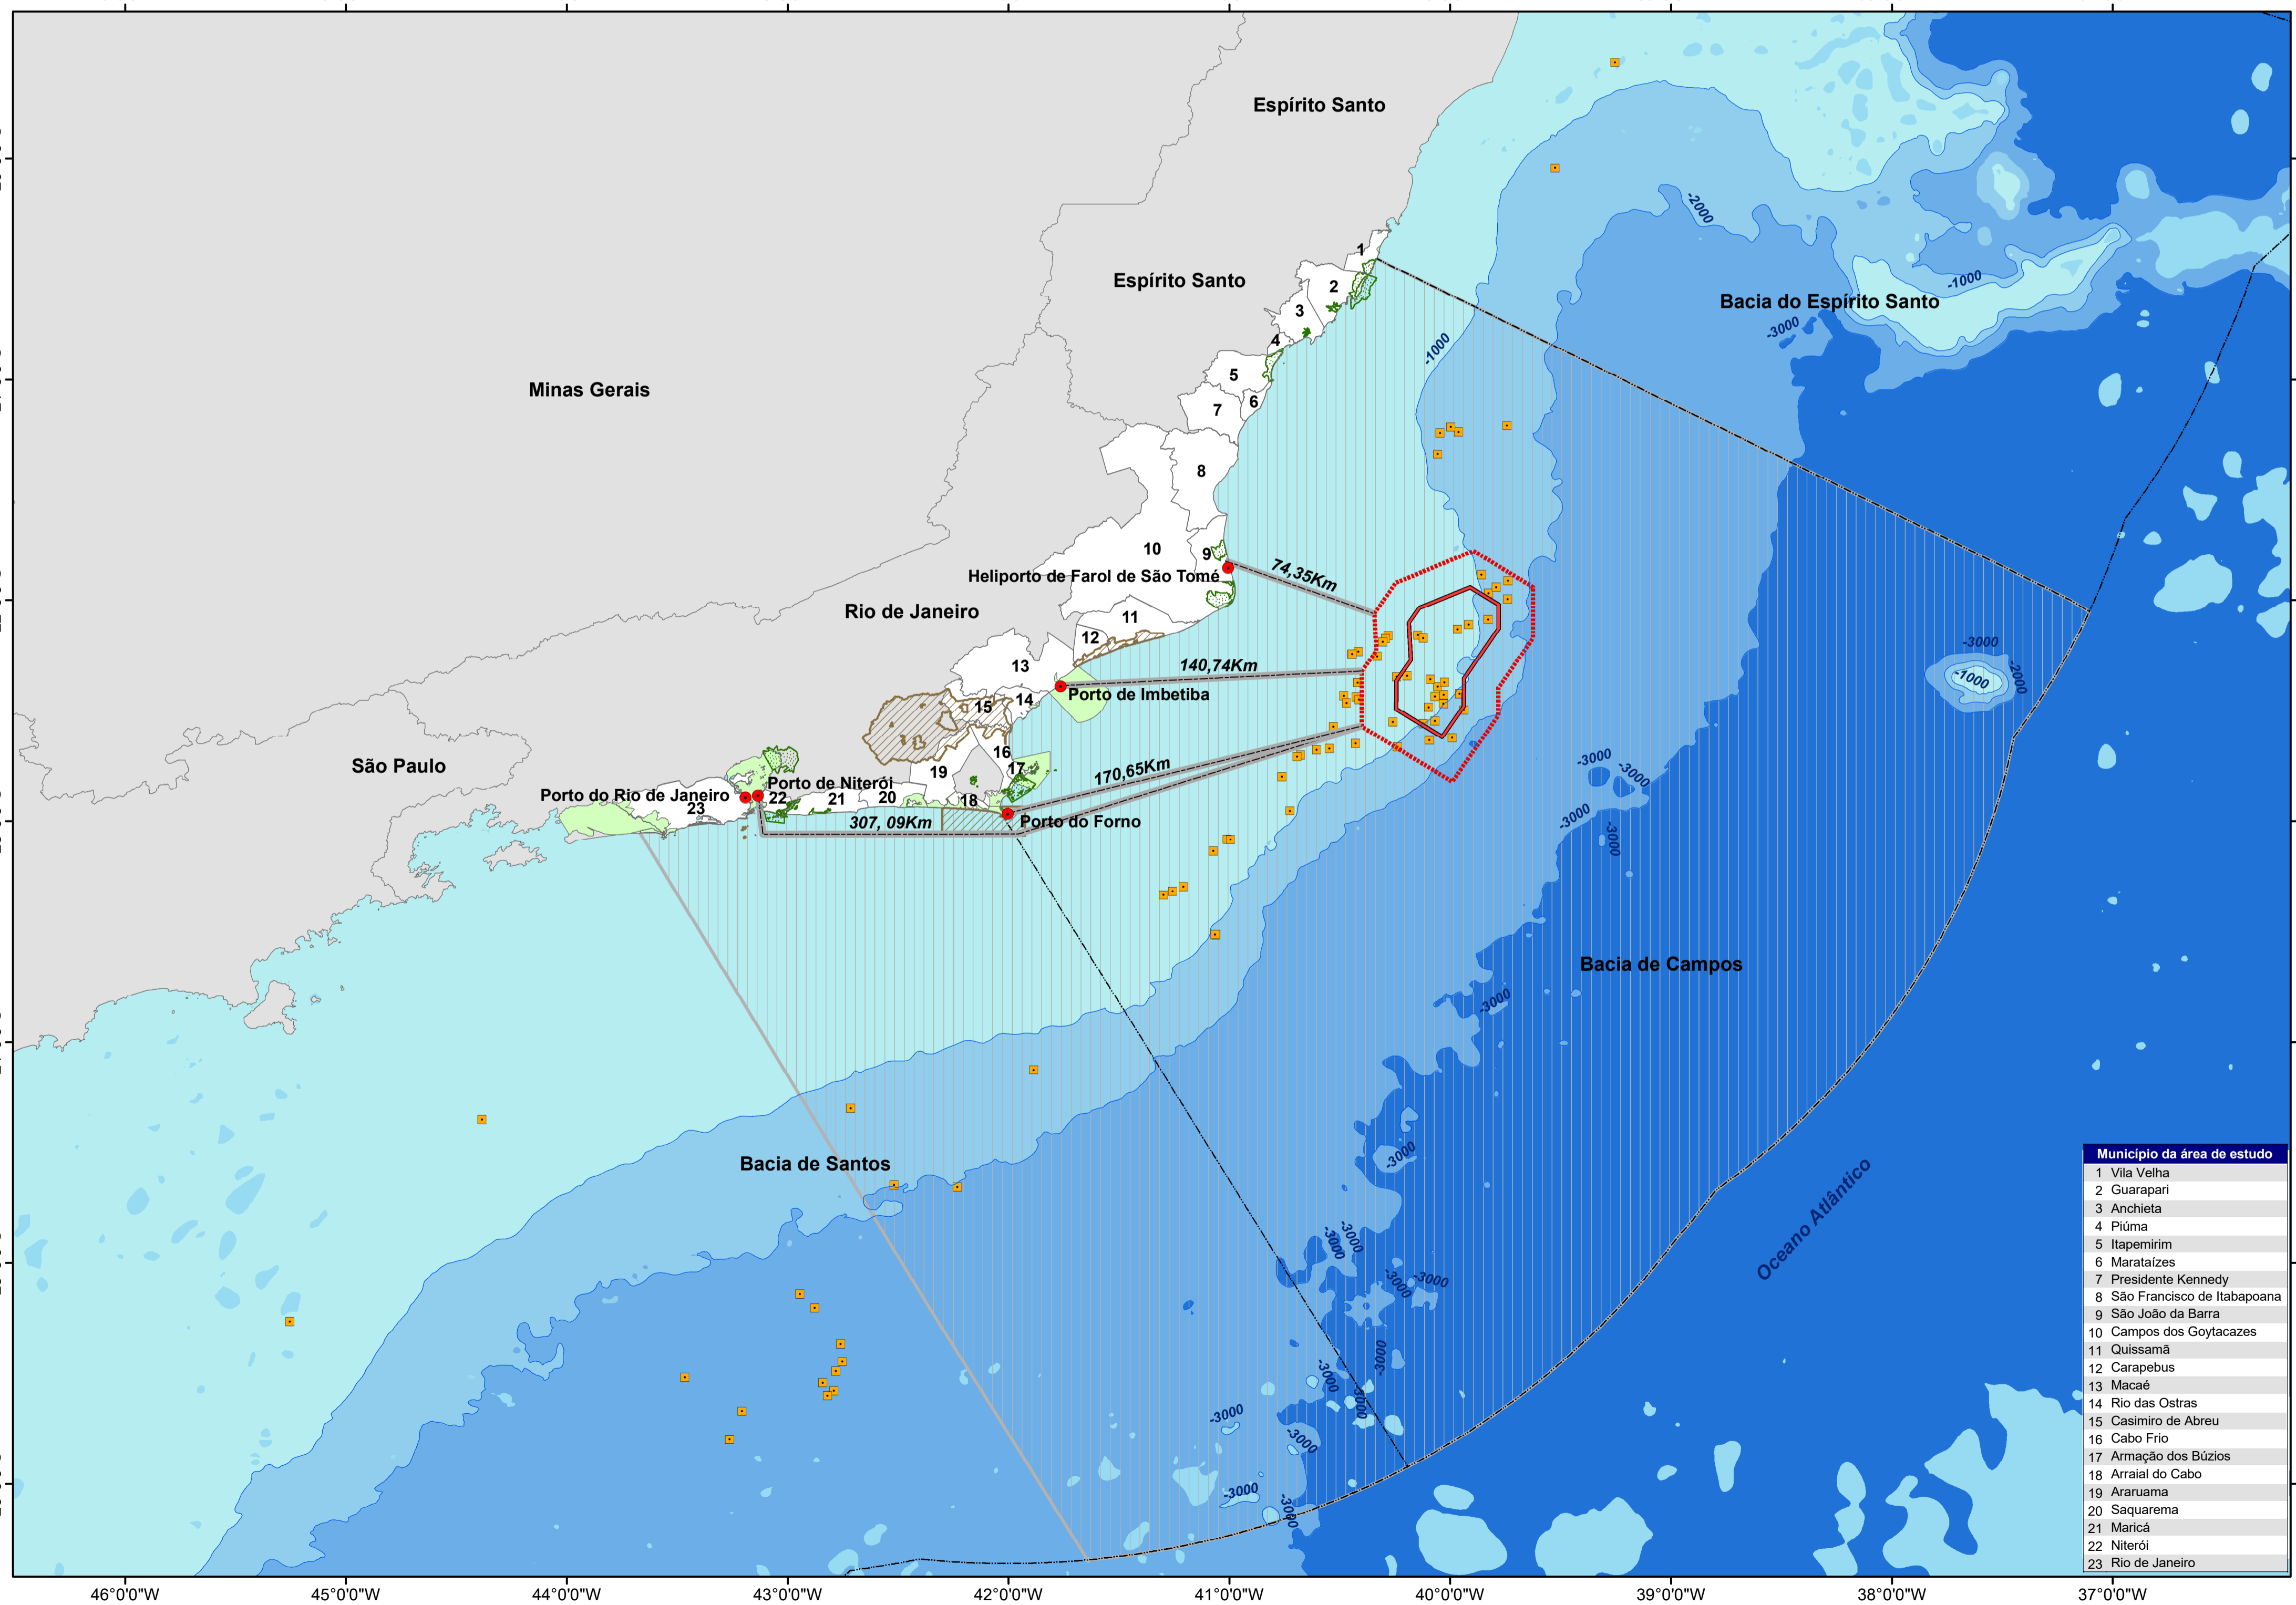 Espírito Santo
-2000
1
Espírito Santo
2
-1000
Bacia do Espírito Santo
3
-3000
4
-1000
5
Minas Gerais
6
7
8
10
9
74,35Km
Heliporto de Farol de São Tomé
Rio de Janeiro
11
12
-3000
13
140,74Km
-1000
-2000
Porto de Imbetiba
14
15
16
-3000
-3000
São Paulo
17
19
170,65Km
Porto de Niterói
Porto do Rio de Janeiro
22
21
20
18
23
307, 09Km
Porto do Forno
-3000
-3000
Bacia de Campos
-3000
-3000
Bacia de Santos
Oceano Atlântico
-3000
-3000
-3000
-3000
-3000
-3000
-3000
-3000
-3000
-3000
-3000
Município da área de estudo
1 Vila Velha
2 Guarapari
3 Anchieta
4 Piúma
5 Itapemirim
6 Marataízes
7 Presidente Kennedy
8 São Francisco de Itabapoana
9 São João da Barra
10 Campos dos Goytacazes
11 Quissamã
12 Carapebus
13 Macaé
14 Rio das Ostras
15 Casimiro de Abreu
16 Cabo Frio
17 Armação dos Búzios
18 Arraial do Cabo
19 Araruama
20 Saquarema
21 Maricá
22 Niterói
23 Rio de Janeiro
46°0'0"W 45°0'0"W 44°0'0"W 43°0'0"W 42°0'0"W 41°0'0"W 40°0'0"W 39°0'0"W 38°0'0"W 37°0'0"W